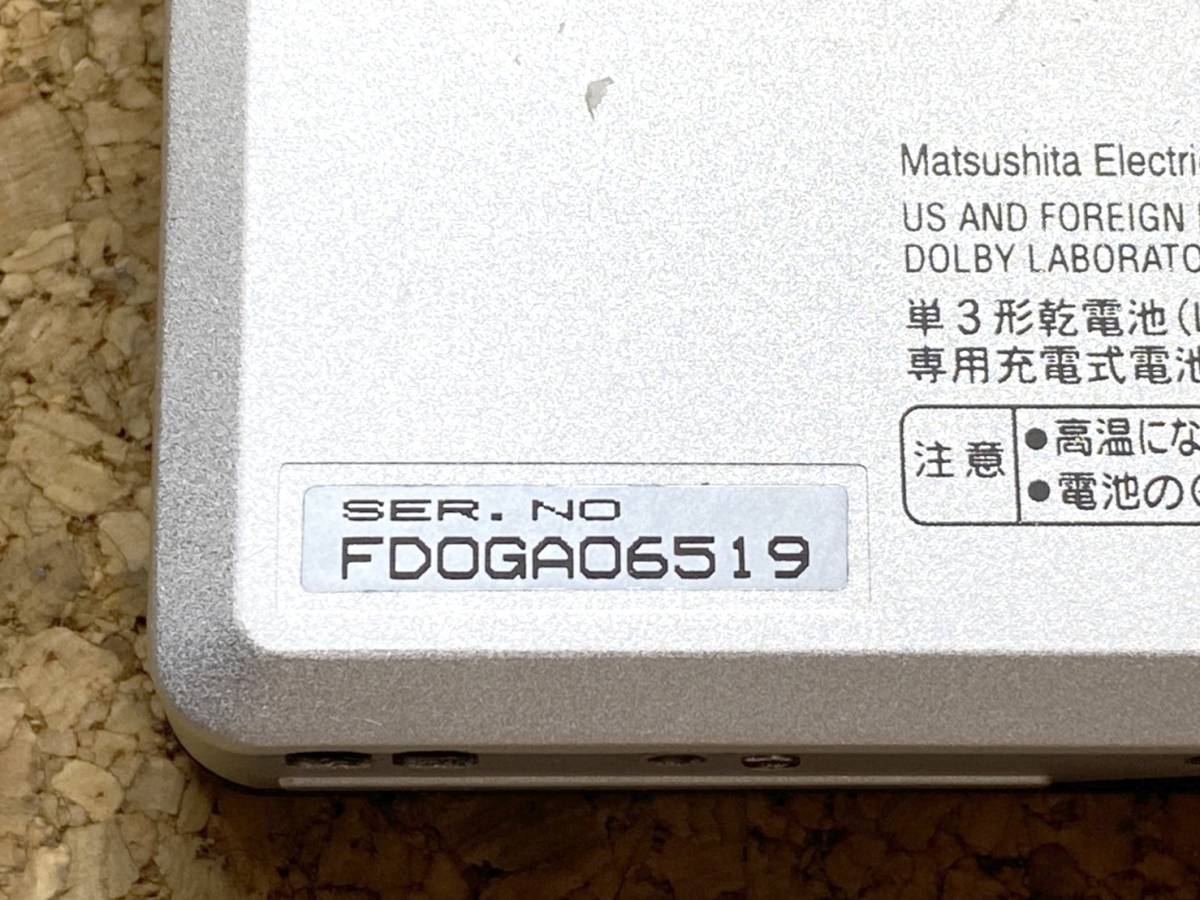 Matsushita Electri
US AND FOREIGN
DOLBY LABORATO
単3形乾電池(
専用充電式電池
注意
●高温にな
●電池の
SER. NO
FD0GA06519